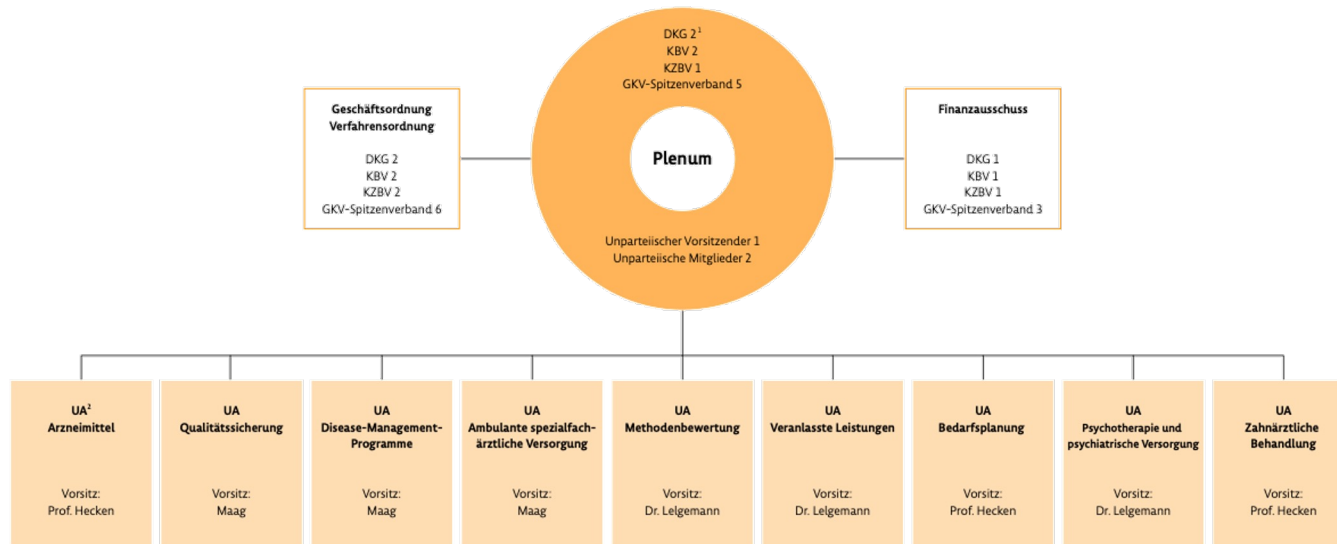 DKG 2¹
KBV 2
KZBV 1
GKV-Spitzenverband 5
Plenum
Unparteiischer Vorsitzender 1
Unparteiische Mitglieder 2
Geschäftsordnung
Verfahrensordnung
DKG 2
KBV 2
KZBV 2
GKV-Spitzenverband 6
Finanzausschuss
DKG 1
KBV 1
KZBV 1
GKV-Spitzenverband 3
UA²
Arzneimittel
Vorsitz:
Prof. Hecken
UA
Qualitätssicherung
Vorsitz:
Maag
UA
Disease-Management-
Programme
Vorsitz:
Maag
UA
Ambulante spezialfach-
ärztliche Versorgung
Vorsitz:
Maag
UA
Methodenbewertung
Vorsitz:
Dr. Lelgemann
UA
Veranlasste Leistungen
Vorsitz:
Dr. Lelgemann
UA
Bedarfsplanung
Vorsitz:
Prof. Hecken
UA
Psychotherapie und
psychiatrische Versorgung
Vorsitz:
Dr. Lelgemann
UA
Zahnärztliche
Behandlung
Vorsitz:
Prof. Hecken